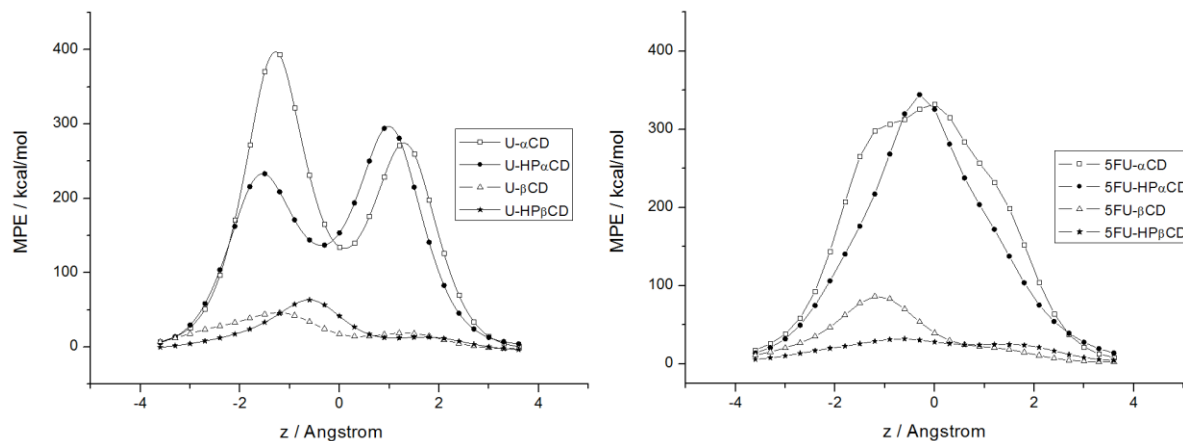 MPE / kcal/mol
400
300
200
100
0
-4
-2
0
2
4
z / Angstrom
U-αCD
U-HPαCD
U-βCD
U-HPβCD
MPE / kcal/mol
400
300
200
100
0
-4
-2
0
2
4
z / Angstrom
5FU-αCD
5FU-HPαCD
5FU-βCD
5FU-HPβCD